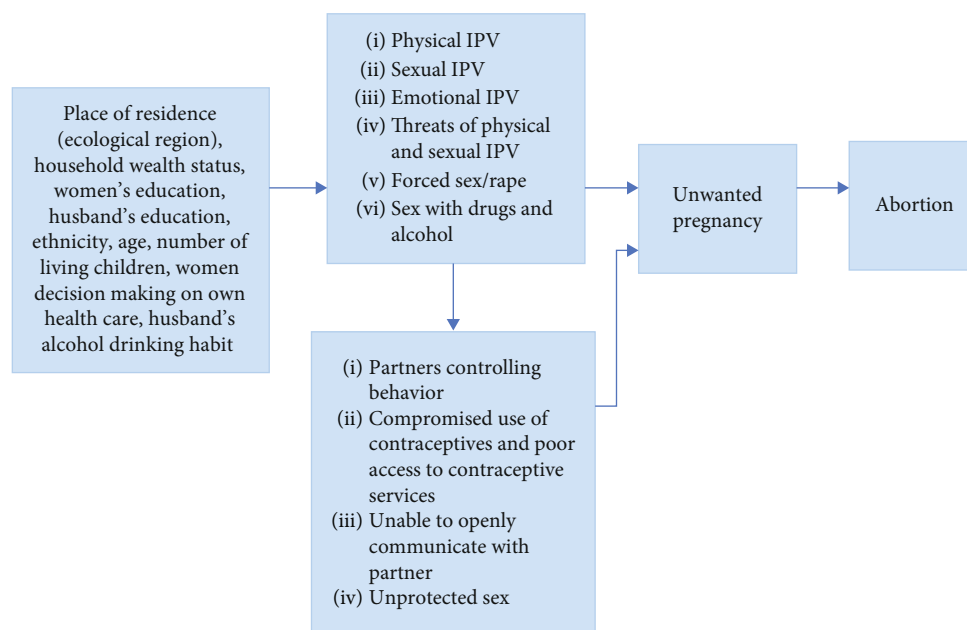 Place of residence
(ecological region),
household wealth status,
women's education,
husband's education,
ethnicity, age, number of
living children, women
decision making on own
health care, husband's
alcohol drinking habit
(i) Physical IPV
(ii) Sexual IPV
(iii) Emotional IPV
(iv) Threats of physical
and sexual IPV
(v) Forced sex/rape
(vi) Sex with drugs and
alcohol
(i) Partners controlling
behavior
(ii) Compromised use of
contraceptives and poor
access to contraceptive
services
(iii) Unable to openly
communicate with
partner
(iv) Unprotected sex
Unwanted
pregnancy
Abortion